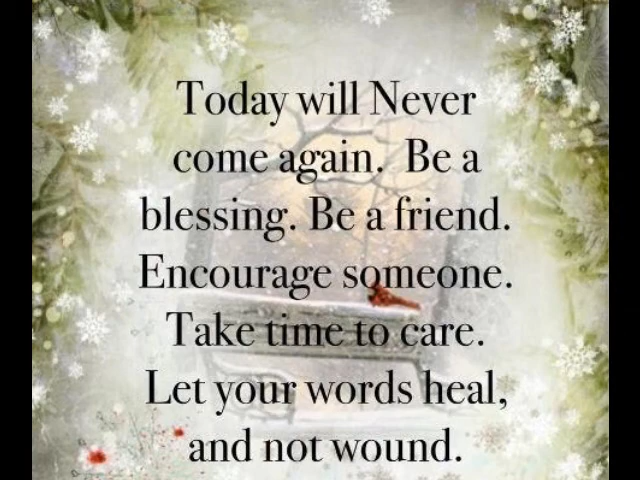 Today will Never
come again.  Be a
blessing. Be a friend.
Encourage someone.
Take time to care.
Let your words heal,
and not wound.